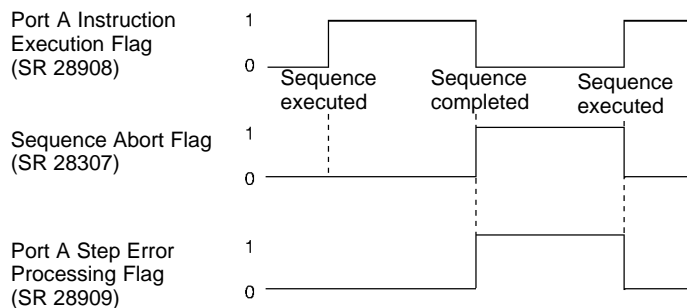 Port A Instruction
Execution Flag
(SR 28908)
1
0
Sequence
executed
Sequence
completed
Sequence
executed
Sequence Abort Flag
(SR 28307)
1
0
Port A Step Error
Processing Flag
(SR 28909)
1
0